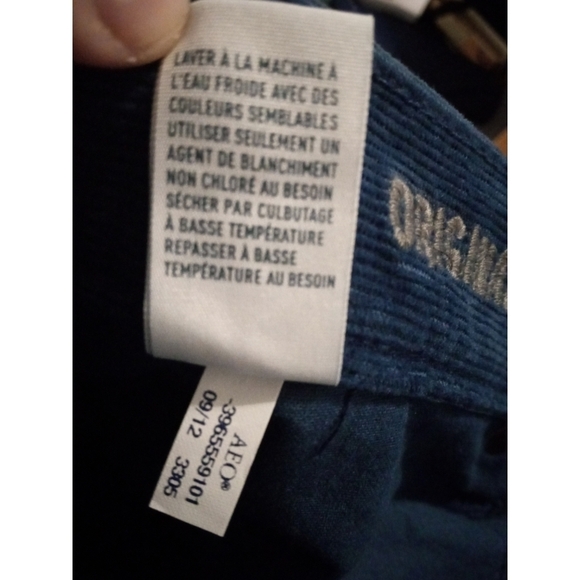 LAVER À LA MACHINE À
L'EAU FROIDE AVEC DES
COULEURS SEMBLABLES
UTILISER SEULEMENT UN
AGENT DE BLANCHIMENT
NON CHLORÉ AU BESOIN
SÉCHER PAR CULBUTAGE
À BASSE TEMPÉRATURE
REPASSER À BASSE
TEMPÉRATURE AU BESOIN
ORIGINA
AEO®
-3965559101
09/12 3305